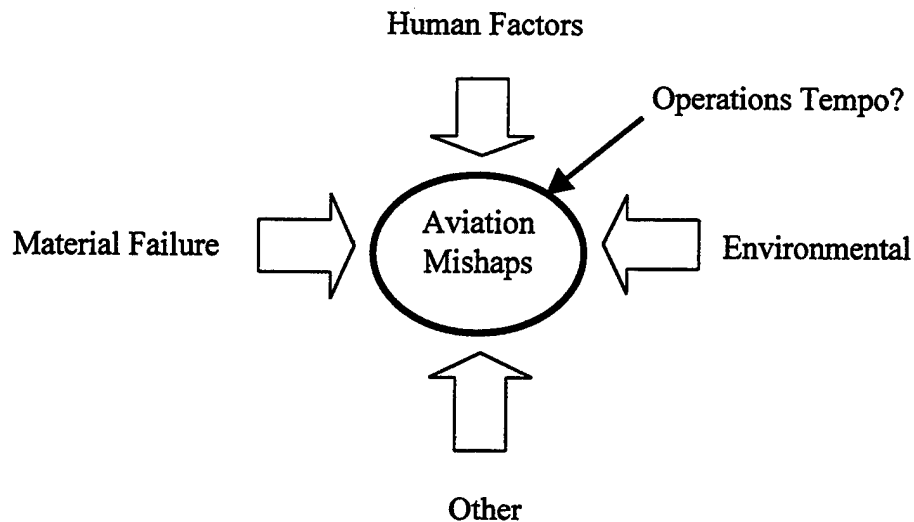 Human Factors
Operations Tempo?
Material Failure
Aviation
Mishaps
Environmental
Other